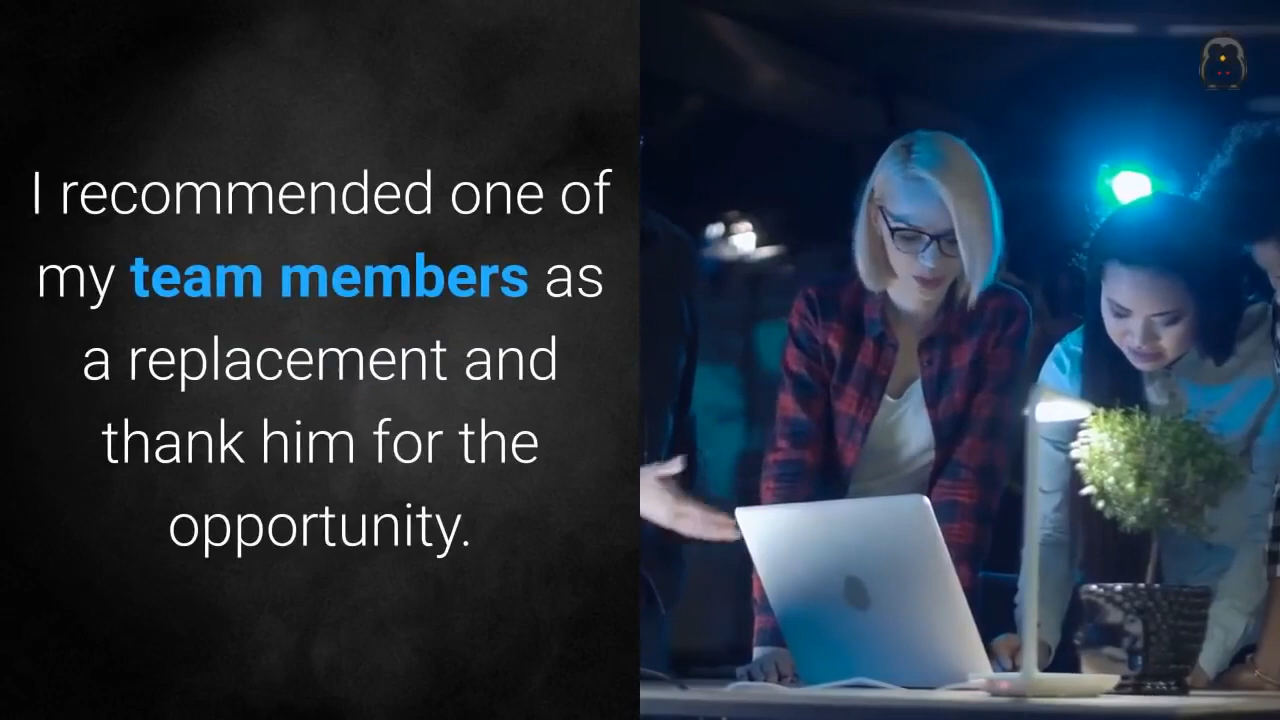 I recommended one of
my team members as
a replacement and
thank him for the
opportunity.